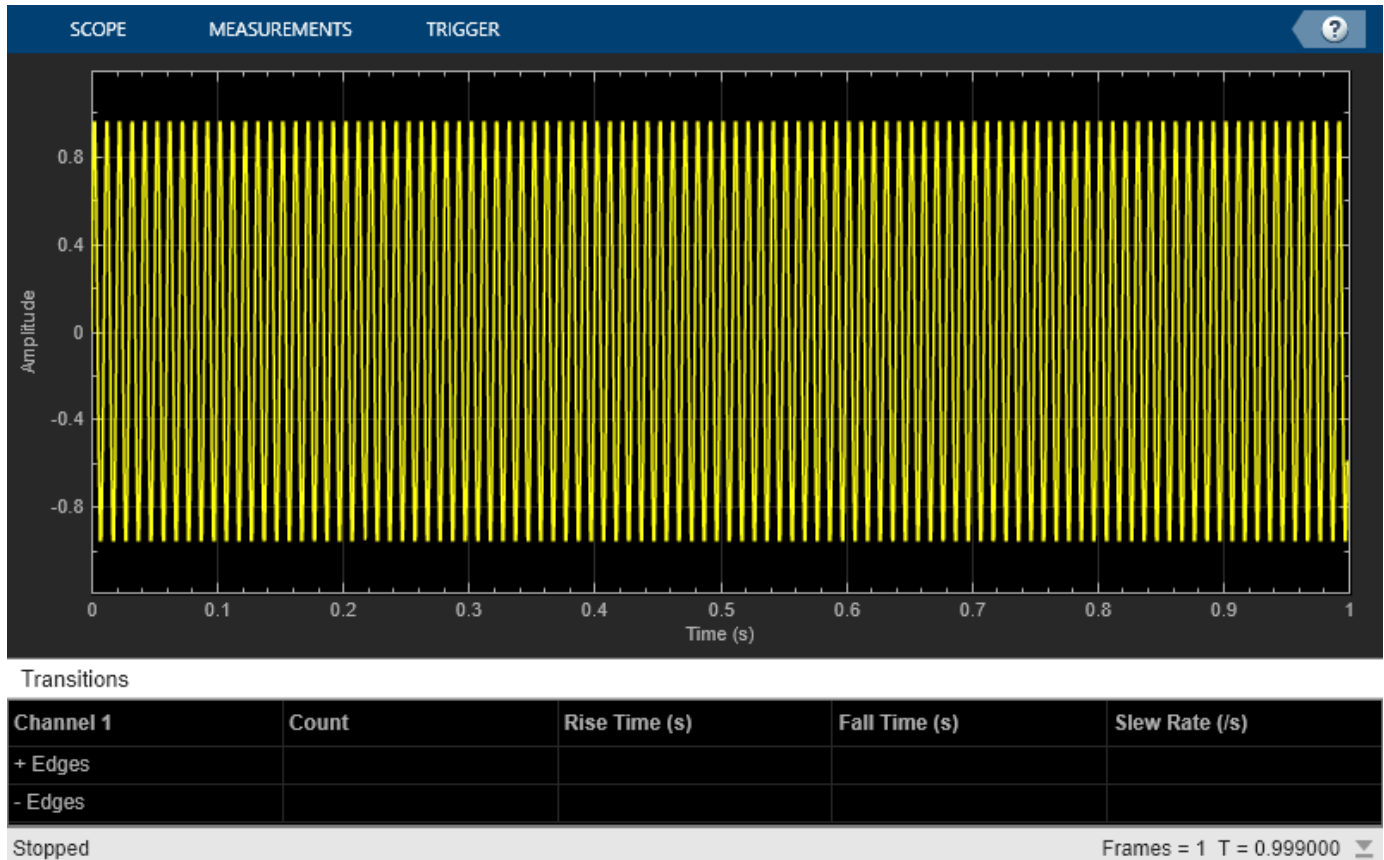 SCOPE MEASUREMENTS TRIGGER ?
0.8
0.4
0
-0.4
-0.8
Amplitude
0 0.1 0.2 0.3 0.4 0.5 0.6 0.7 0.8 0.9 1
Time (s)
Transitions
Channel 1 Count Rise Time (s) Fall Time (s) Slew Rate (/s)
+ Edges
- Edges
Stopped Frames = 1 T = 0.999000